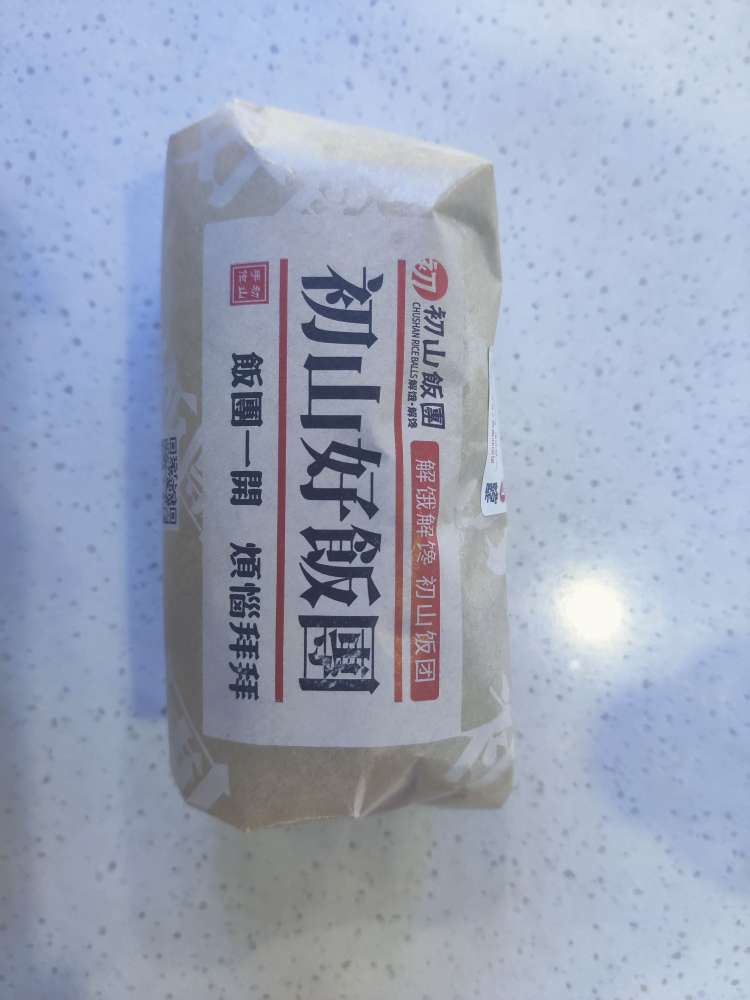 初
初山飯團
CHUSHAN RICE BALLS 解饿·解馋
解饿解馋 初山饭团
初山好飯團
初山
手作
飯團一開 煩惱拜拜